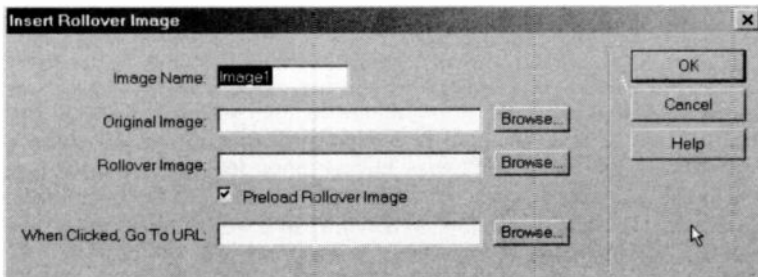 Insert Rollover Image
Image Name: Image1
OK
Original Image: Browse...
Cancel
Rollover Image: Browse...
Help
Preload Rollover Image
When Clicked, Go To URL: Browse...